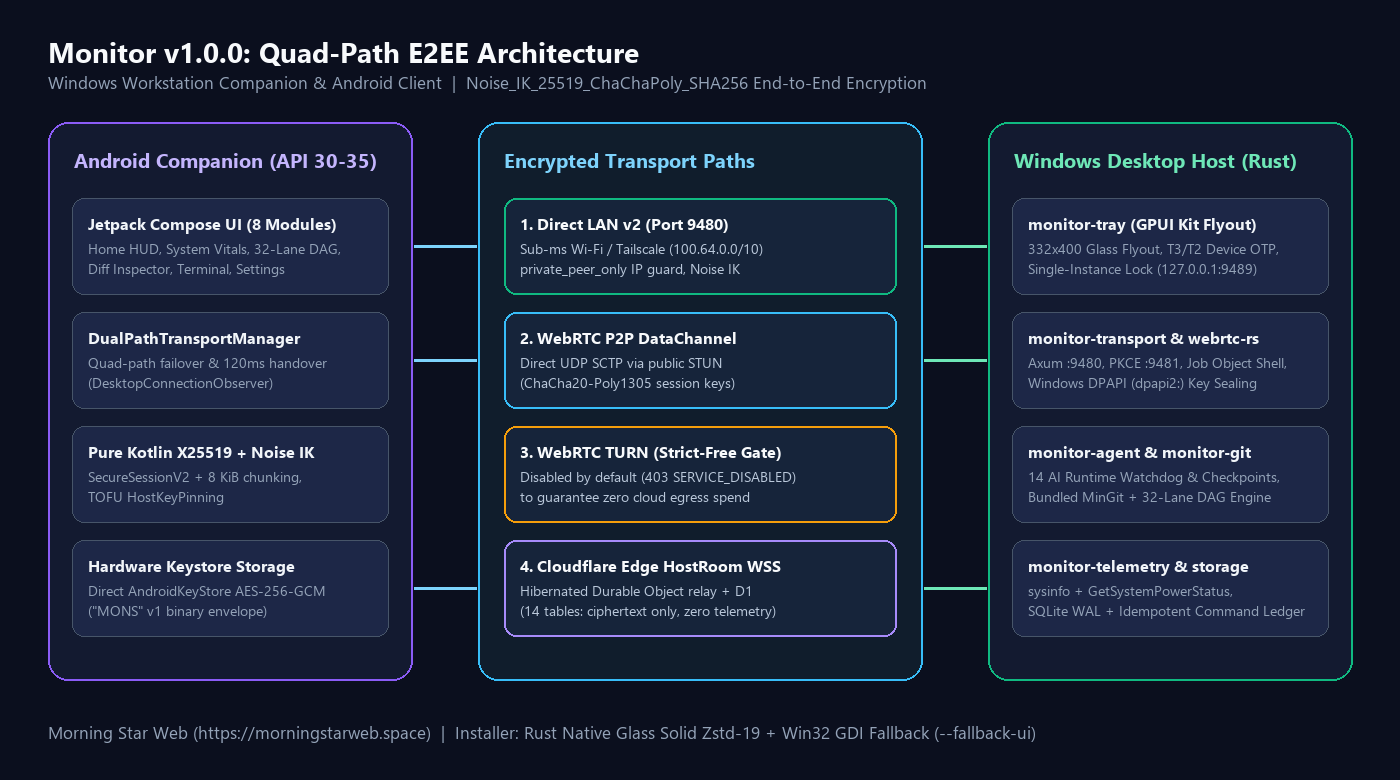 Monitor v1.0.0: Quad-Path E2EE Architecture
Windows Workstation Companion & Android Client | Noise_IK_25519_ChaChaPoly_SHA256 End-to-End Encryption
Android Companion (API 30-35)
Jetpack Compose UI (8 Modules)
Home HUD, System Vitals, 32-Lane DAG,
Diff Inspector, Terminal, Settings
DualPathTransportManager
Quad-path failover & 120ms handover
(DesktopConnectionObserver)
Pure Kotlin X25519 + Noise IK
SecureSessionV2 + 8 KiB chunking,
TOFU HostKeyPinning
Hardware Keystore Storage
Direct AndroidKeyStore AES-256-GCM
("MONS" v1 binary envelope)
Encrypted Transport Paths
1. Direct LAN v2 (Port 9480)
Sub-ms Wi-Fi / Tailscale (100.64.0.0/10)
private_peer_only IP guard, Noise IK
2. WebRTC P2P DataChannel
Direct UDP SCTP via public STUN
(ChaCha20-Poly1305 session keys)
3. WebRTC TURN (Strict-Free Gate)
Disabled by default (403 SERVICE_DISABLED)
to guarantee zero cloud egress spend
4. Cloudflare Edge HostRoom WSS
Hibernated Durable Object relay + D1
(14 tables: ciphertext only, zero telemetry)
Windows Desktop Host (Rust)
monitor-tray (GPUI Kit Flyout)
332x400 Glass Flyout, T3/T2 Device OTP,
Single-Instance Lock (127.0.0.1:9489)
monitor-transport & webrtc-rs
Axum :9480, PKCE :9481, Job Object Shell,
Windows DPAPI (dpapi2:) Key Sealing
monitor-agent & monitor-git
14 AI Runtime Watchdog & Checkpoints,
Bundled MinGit + 32-Lane DAG Engine
monitor-telemetry & storage
sysinfo + GetSystemPowerStatus,
SQLite WAL + Idempotent Command Ledger
Morning Star Web (https://morningstarweb.space) | Installer: Rust Native Glass Solid Zstd-19 + Win32 GDI Fallback (--fallback-ui)